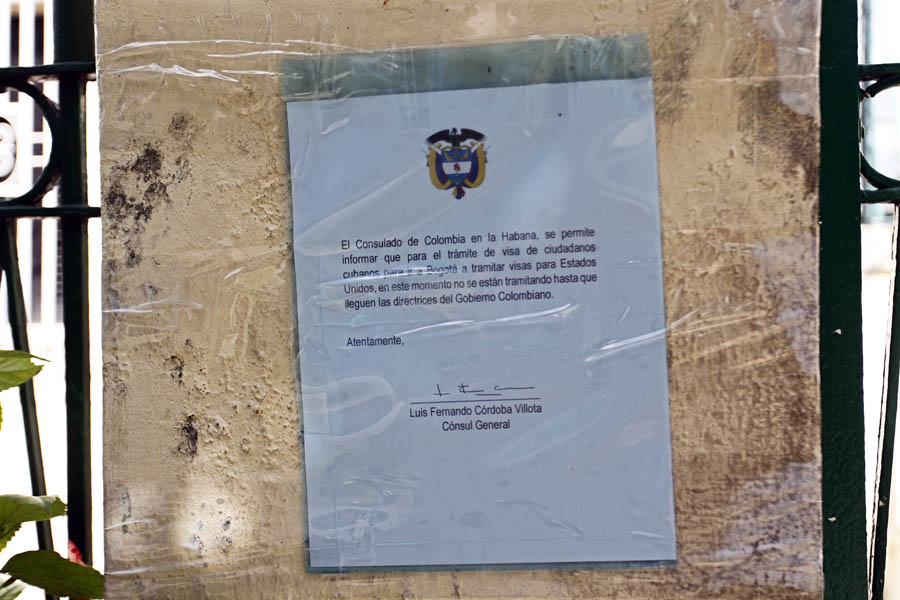 El Consulado de Colombia en la Habana, se permite
informar que para el trámite de visa de ciudadanos
cubanos para ir a Bogotá a tramitar visas para Estados
Unidos, en este momento no se están tramitando hasta que
lleguen las directrices del Gobierno Colombiano.
Atentamente,
Luis Fernando Córdoba Villota
Cónsul General